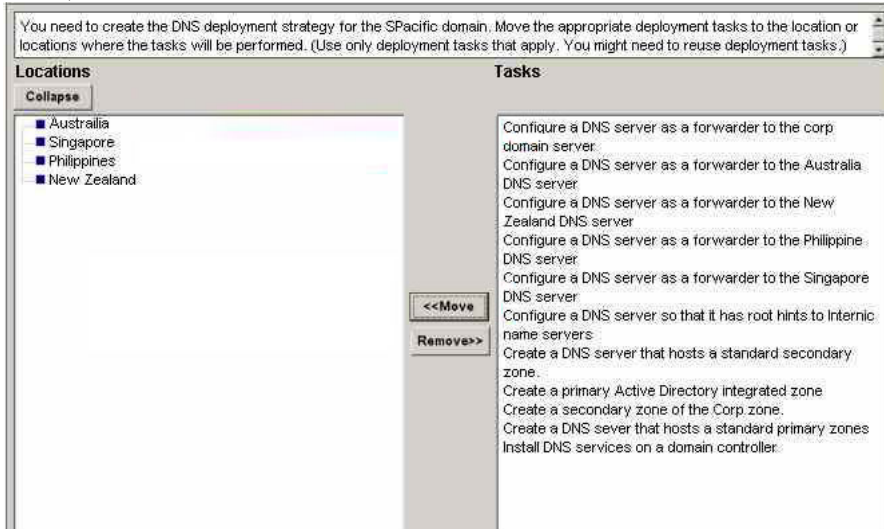 You need to create the DNS deployment strategy for the SPacific domain. Move the appropriate deployment tasks to the location or
locations where the tasks will be performed. (Use only deployment tasks that apply. You might need to reuse deployment tasks.)
Locations
Tasks
Collapse
Austrailia
Singapore
Philippines
New Zealand
Configure a DNS server as a forwarder to the corp
domain server
Configure a DNS server as a forwarder to the Australia
DNS server
Configure a DNS server as a forwarder to the New
Zealand DNS server
Configure a DNS server as a forwarder to the Philippine
DNS server
Configure a DNS server as a forwarder to the Singapore
DNS server
Configure a DNS server so that it has root hints to Internic
name servers
Create a DNS server that hosts a standard secondary
zone.
Create a primary Active Directory integrated zone
Create a secondary zone of the Corp zone.
Create a DNS sever that hosts a standard primary zones
Install DNS services on a domain controller
<<Move
Remove>>